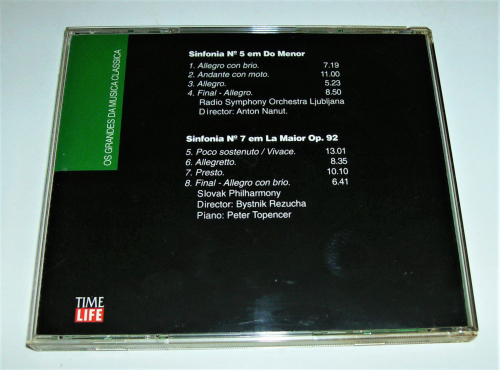 OS GRANDES DA MUSICA CLASSICA
Sinfonia Nº 5 em Do Menor
1. Allegro con brio. 7.19
2. Andante con moto. 11.00
3. Allegro. 5.23
4. Final - Allegro. 8.50
Radio Symphony Orchestra Ljubljana
Director: Anton Nanut.
Sinfonia Nº 7 em La Maior Op. 92
5. Poco sostenuto / Vivace. 13.01
6. Allegretto. 8.35
7. Presto. 10.10
8. Final - Allegro con brio. 6.41
Slovak Philharmony
Director: Bystnik Rezucha
Piano: Peter Topencer
TIME
LIFE